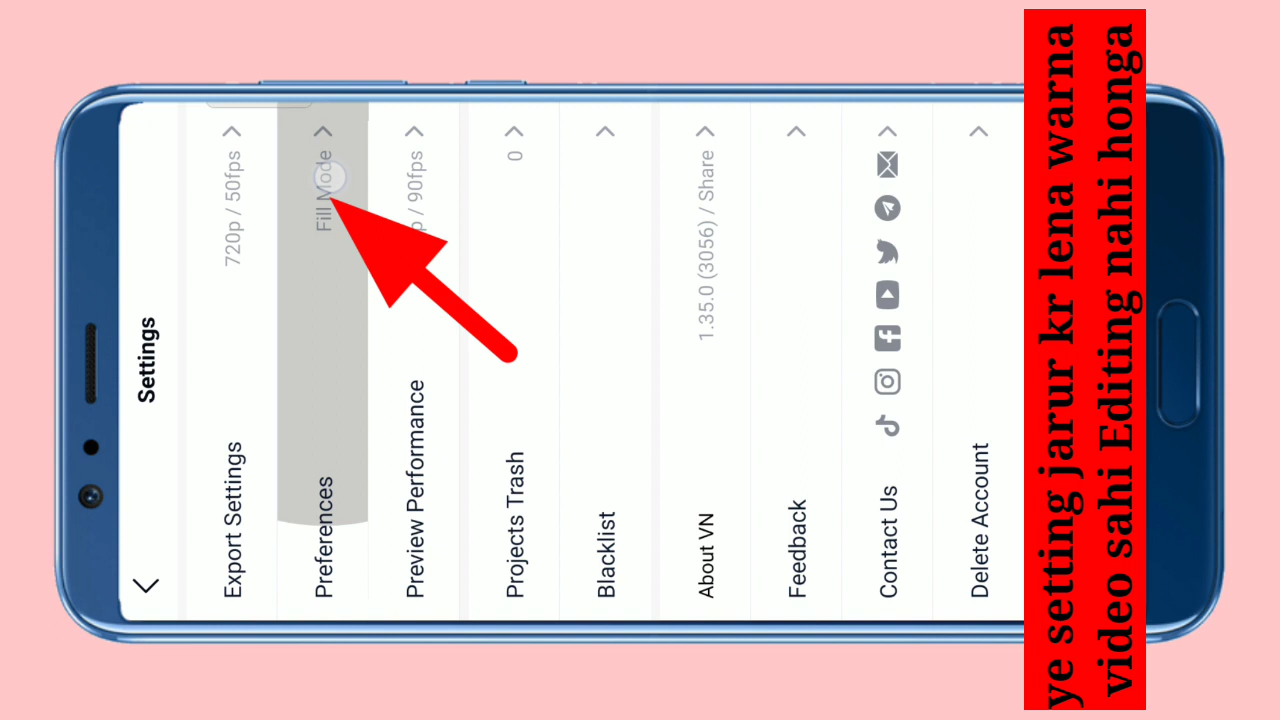 Settings
Export Settings 720p / 50fps
Preferences Fill Mode
Preview Performance p / 90fps
Projects Trash 0
Blacklist
About VN 1.35.0 (3056) / Share
Feedback
Contact Us
Delete Account
ye setting jarur kr lena warna
video sahi Editing nahi honga